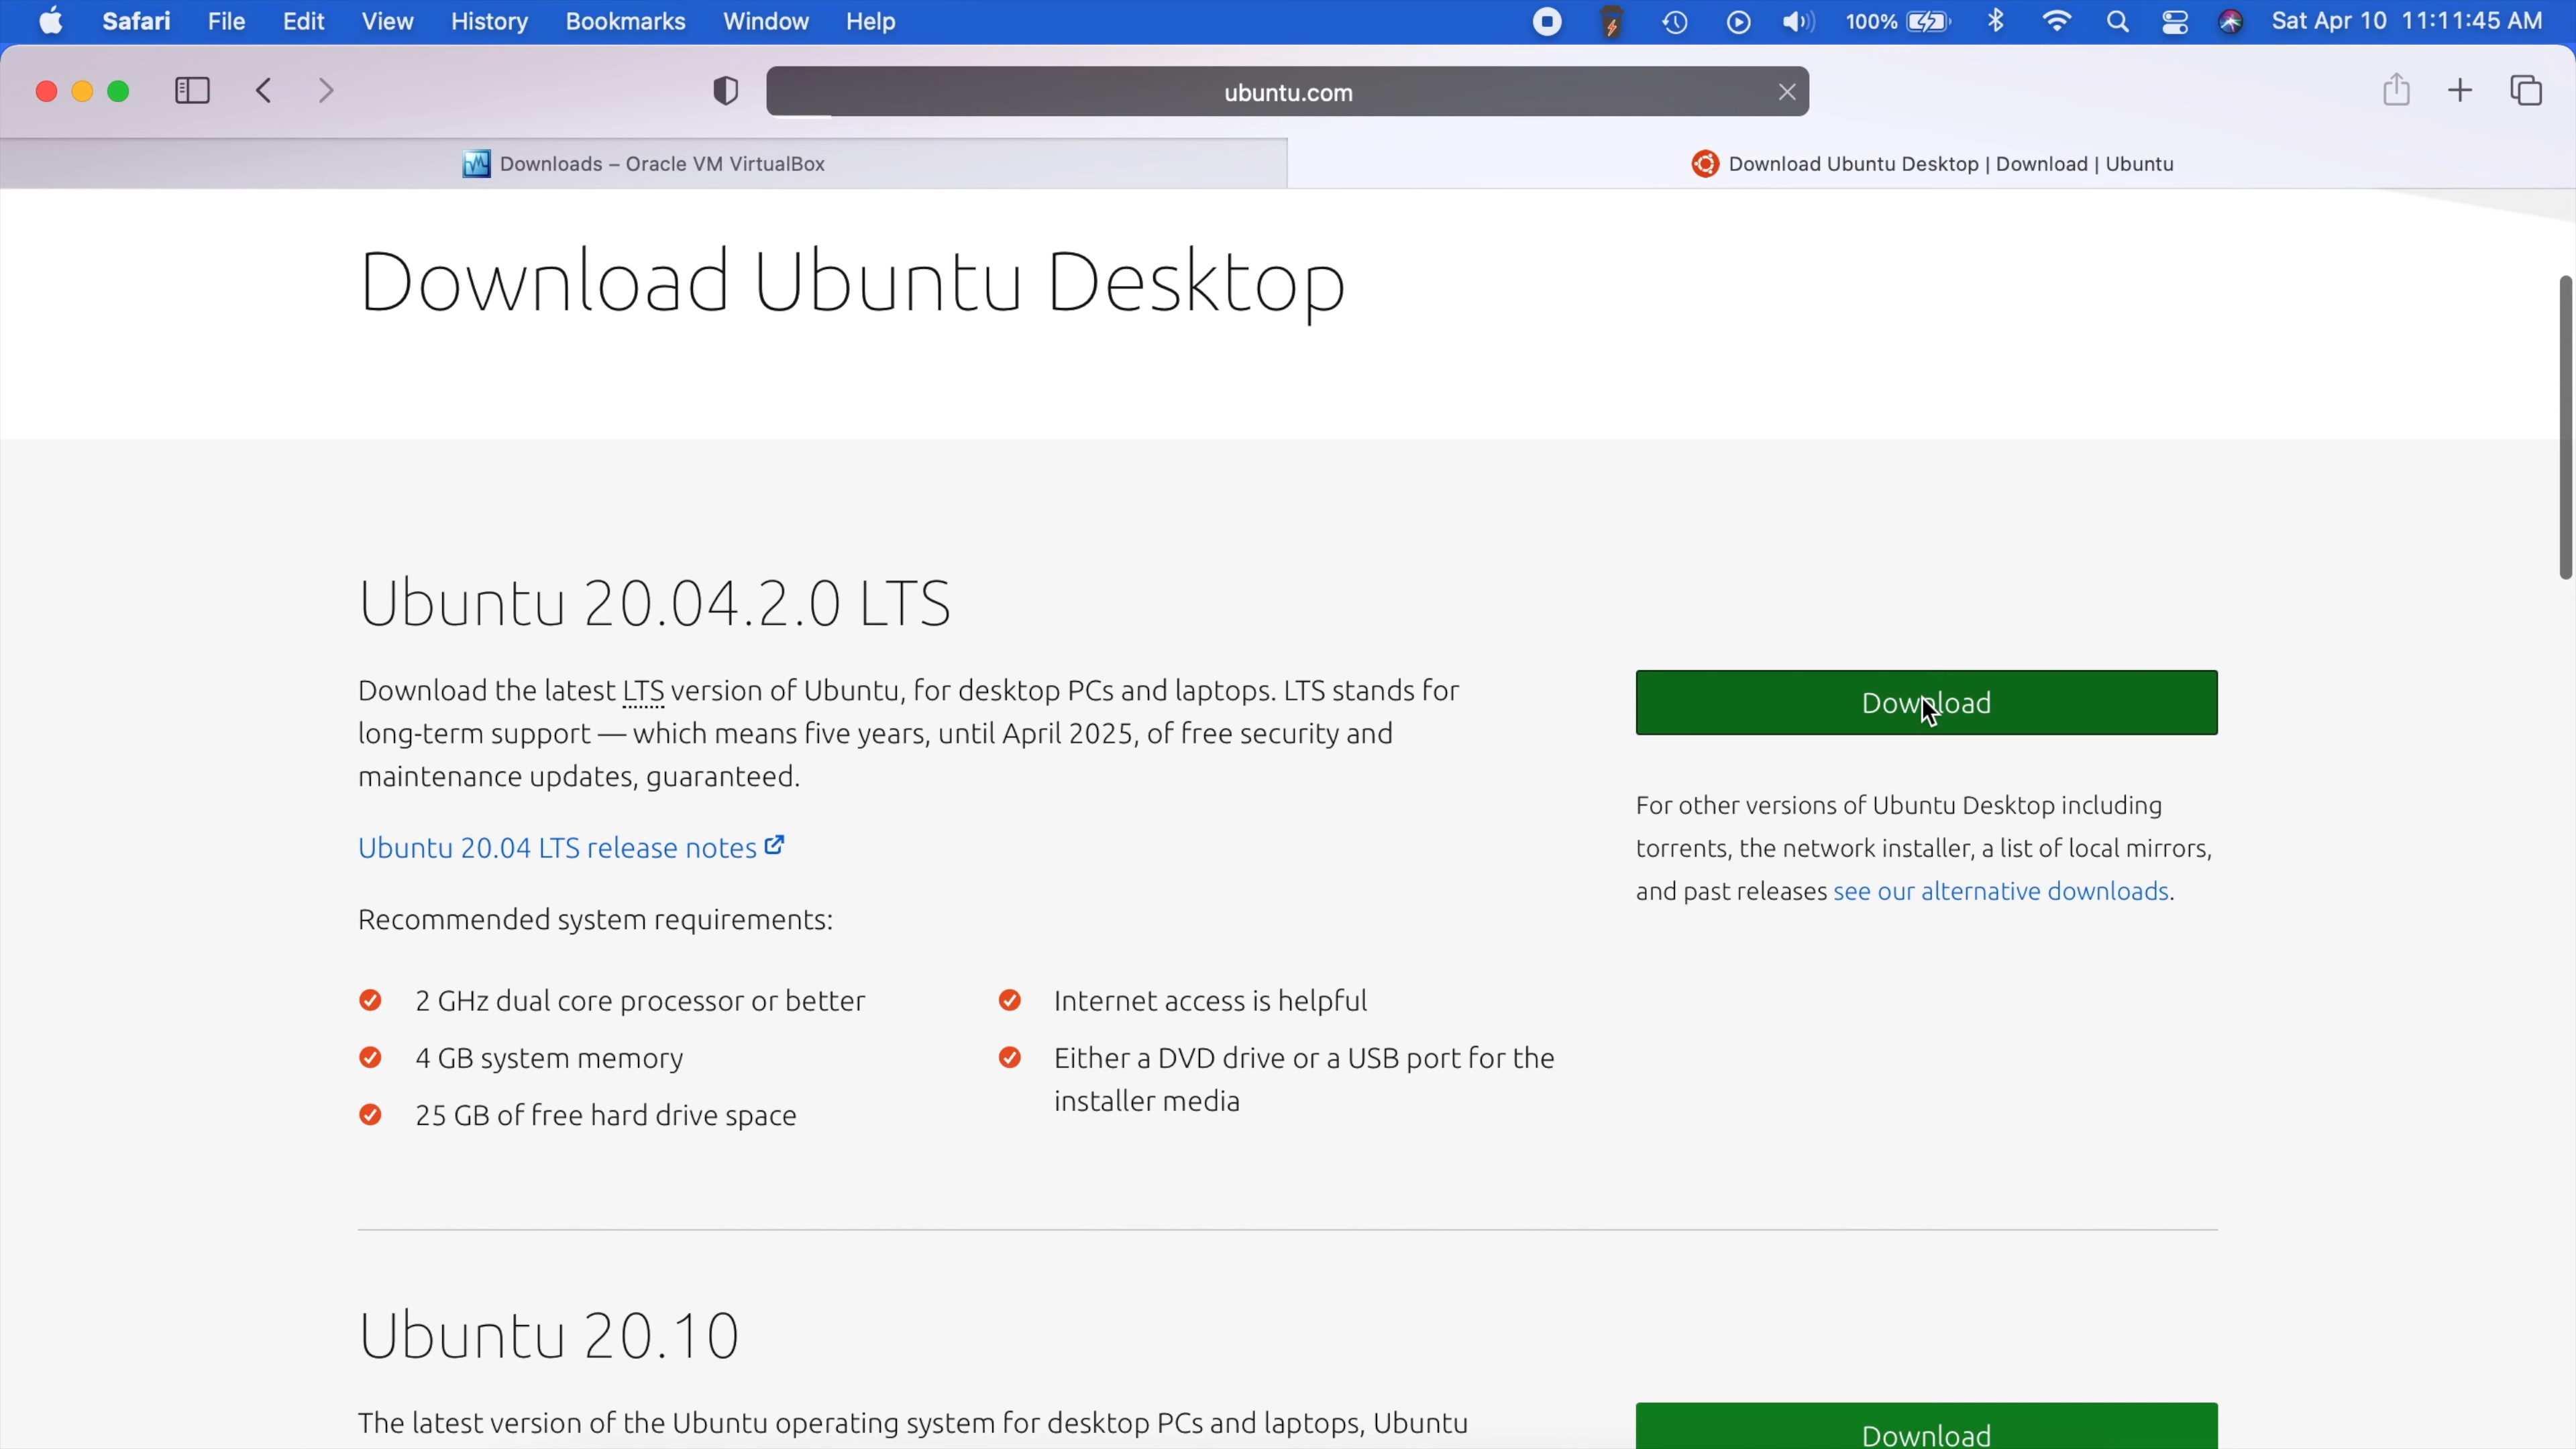 Safari File Edit View History Bookmarks Window Help 100% Sat Apr 10 11:11:45 AM
ubuntu.com
Downloads – Oracle VM VirtualBox
Download Ubuntu Desktop | Download | Ubuntu
Download Ubuntu Desktop
Ubuntu 20.04.2.0 LTS
Download the latest LTS version of Ubuntu, for desktop PCs and laptops. LTS stands for
long-term support — which means five years, until April 2025, of free security and
maintenance updates, guaranteed.
Ubuntu 20.04 LTS release notes
Recommended system requirements:
2 GHz dual core processor or better
4 GB system memory
25 GB of free hard drive space
Internet access is helpful
Either a DVD drive or a USB port for the
installer media
Download
For other versions of Ubuntu Desktop including
torrents, the network installer, a list of local mirrors,
and past releases see our alternative downloads.
Ubuntu 20.10
The latest version of the Ubuntu operating system for desktop PCs and laptops, Ubuntu
Download